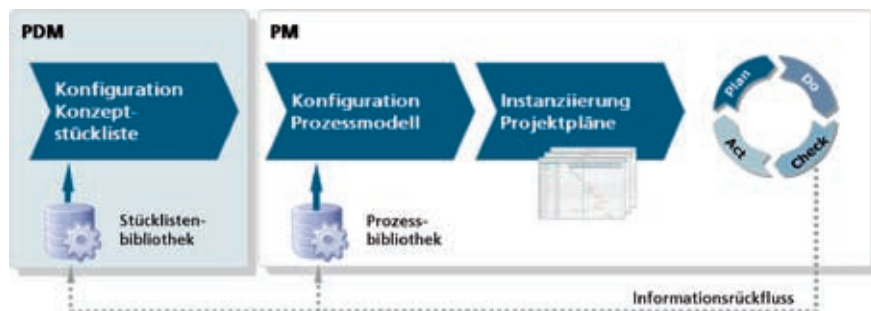 PDM
PM
Konfiguration
Konzept-
stückliste
Konfiguration
Prozessmodell
Instanziierung
Projektpläne
Plan
Do
Check
Act
Stücklisten-
bibliothek
Prozess-
bibliothek
Informationsrückfluss